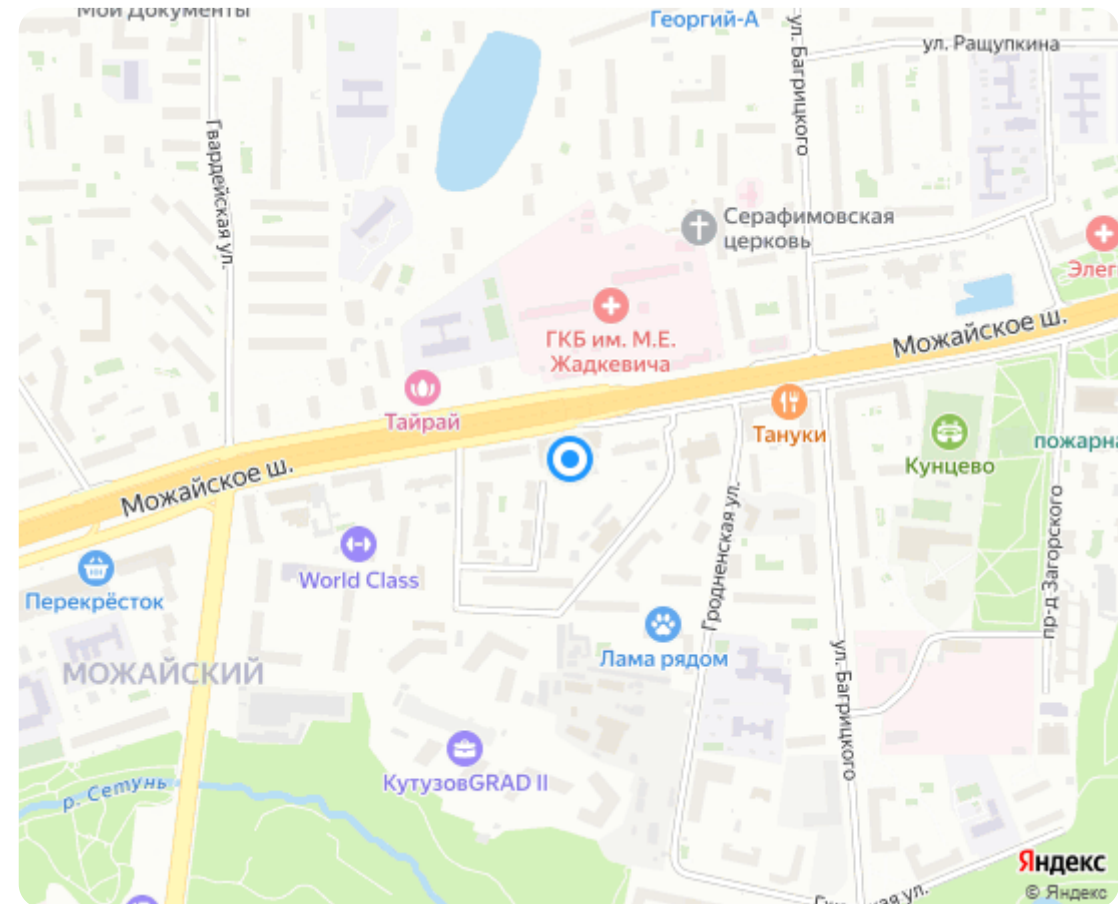 Мои Документы
Георгий-А
ул. Багрицкого
ул. Ращупкина
Гвардейская ул.
Серафимовская
церковь
ГКБ им. М.Е.
Жадкевича
Можайское ш.
Тайрай
Тануки
Кунцево
Можайское ш.
World Class
Перекрёсток
Гродненская ул.
пр-д Загорского
Лама рядом
МОЖАЙСКИЙ
ул. Багрицкого
КутузовGRAD II
р. Сетунь
Яндекс
© Яндекс